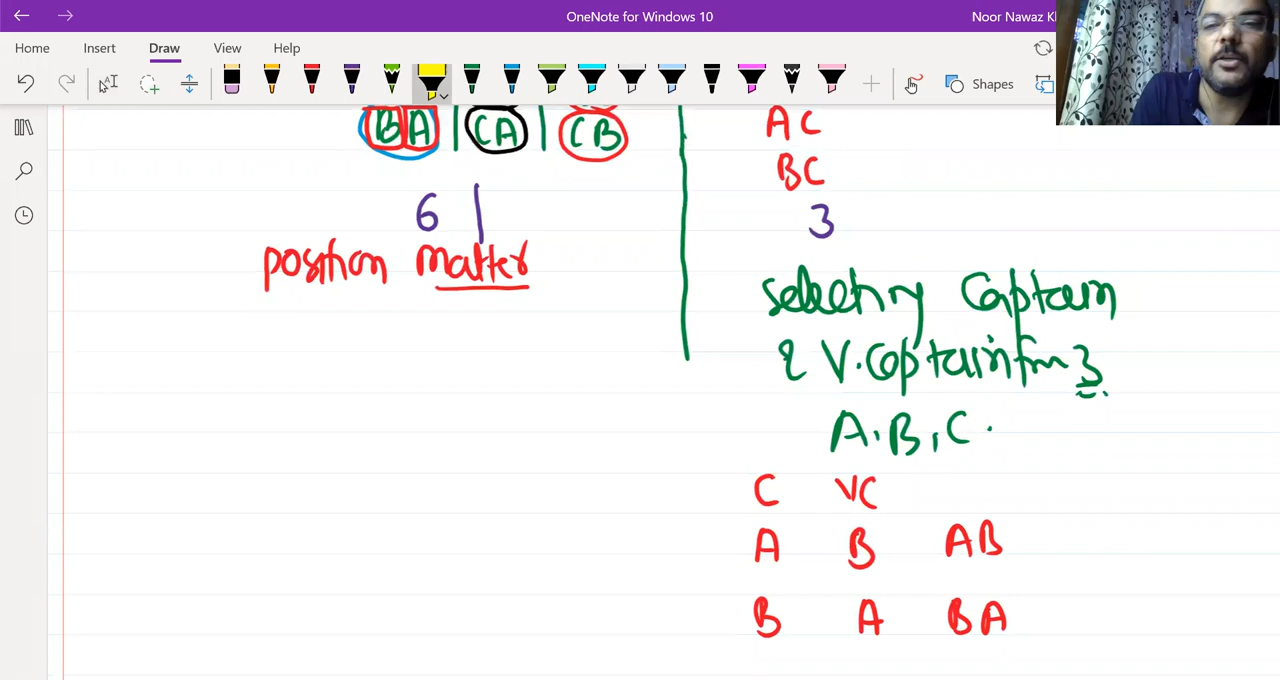 OneNote for Windows 10
Noor Nawaz Kh
Home Insert Draw View Help
Shapes
BA | CA | CB
6
position matter
AC
BC
3
selecting Captain
& V.Captain from 3
A, B, C.
C VC
A B AB
B A BA